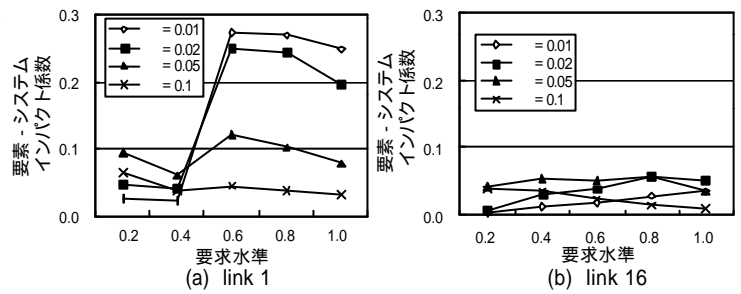 0.3
0.2
0.1
0.0
要素 - システム
インパクト係数
= 0.01
= 0.02
= 0.05
= 0.1
0.2 0.4 0.6 0.8 1.0
要求水準
(a) link 1
0.3
0.2
0.1
0.0
要素 - システム
インパクト係数
= 0.01
= 0.02
= 0.05
= 0.1
0.2 0.4 0.6 0.8 1.0
要求水準
(b) link 16